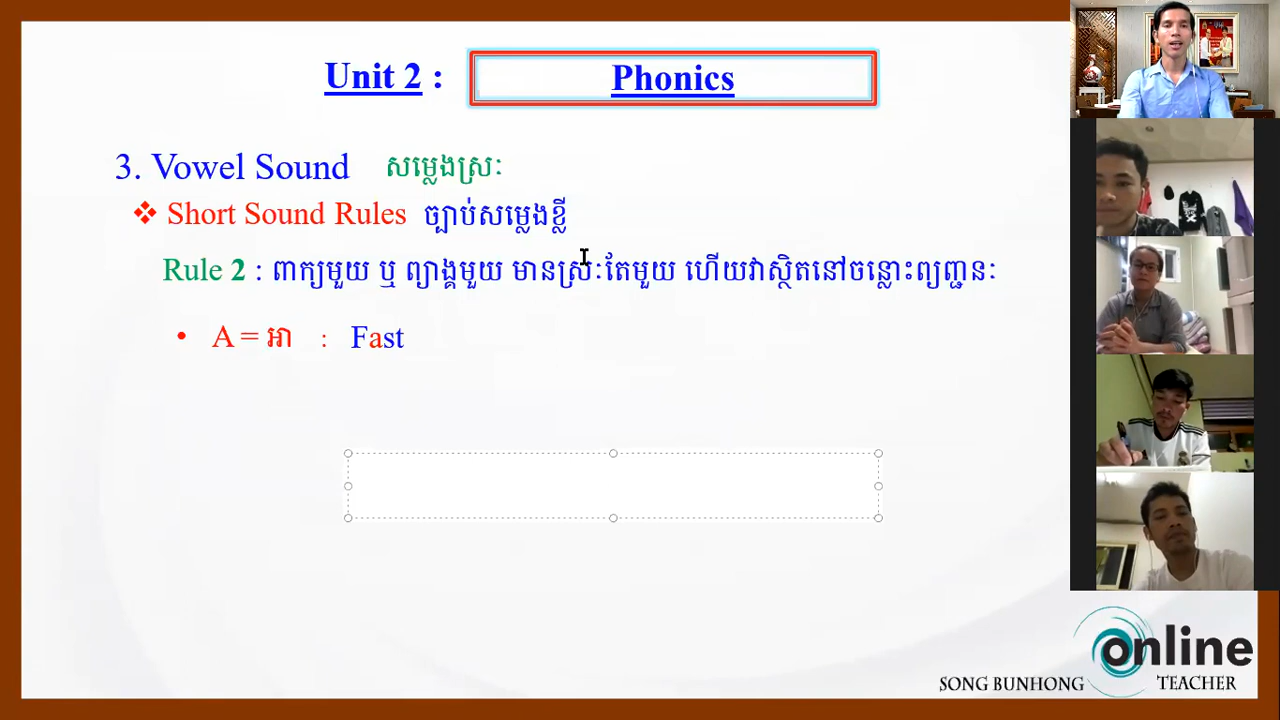 Unit 2 : Phonics
3. Vowel Sound សម្លេងស្រៈ
❖ Short Sound Rules ច្បាប់សម្លេងខ្លី
Rule 2 : ពាក្យមួយ ឬ ព្យាង្គមួយ មានស្រៈតែមួយ ហើយវាស្ថិតនៅចន្លោះព្យញ្ជនៈ
• A = អា : Fast
online
SONG BUNHONG TEACHER